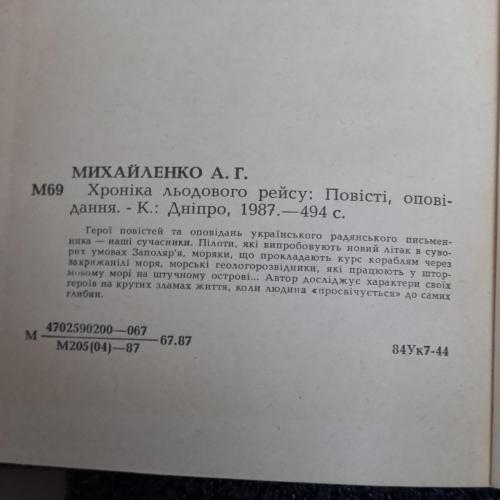 МИХАЙЛЕНКО А. Г.
М69 Хроніка льодового рейсу: Повісті, опові-
дання. - К.: Дніпро, 1987.—494 с.
Герої повістей та оповідань українського радянського письмен-
ника — наші сучасники. Пілоти, які випробовують новий літак в суво-
рих умовах Заполяр'я, моряки, що прокладають курс кораблям через
закрижанілі моря, морські геологорозвідники, які працюють у штор-
мовому морі на штучному острові... Автор досліджує характери своїх
героїв на крутих зламах життя, коли людина «просвічується» до самих
глибин.
М 4702590200—067
М205(04)—87 67.87
84Ук7-44